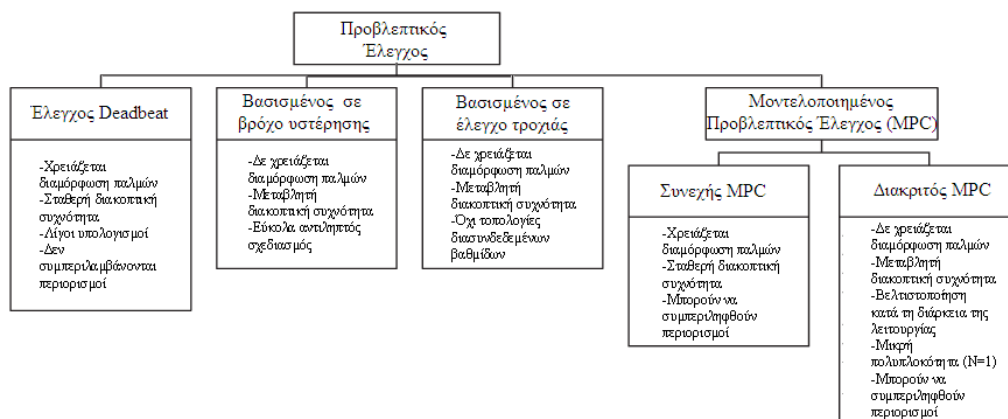 Προβλεπτικός
Έλεγχος
Έλεγχος Deadbeat
-Χρειάζεται
διαμόρφωση παλμών
-Σταθερή διακοπτική
συχνότητα
-Λίγοι υπολογισμοί
-Δεν
συμπεριλαμβάνονται
περιορισμοί
Βασισμένος σε
βρόχο υστέρησης
-Δε χρειάζεται
διαμόρφωση παλμών
-Μεταβλητή
διακοπτική συχνότητα
-Εύκολα αντιληπτός
σχεδιασμός
Βασισμένος σε
έλεγχο τροχιάς
-Δε χρειάζεται
διαμόρφωση παλμών
-Μεταβλητή
διακοπτική συχνότητα
-Όχι τοπολογίες
διασυνδεδεμένων
βαθμίδων
Μοντελοποιημένος
Προβλεπτικός Έλεγχος (MPC)
Συνεχής MPC
-Χρειάζεται
διαμόρφωση παλμών
-Σταθερή διακοπτική
συχνότητα
-Μπορούν να
συμπεριληφθούν
περιορισμοί
Διακριτός MPC
-Δε χρειάζεται
διαμόρφωση παλμών
-Μεταβλητή
διακοπτική συχνότητα
-Βελτιστοποίηση
κατά τη διάρκεια της
λειτουργίας
-Μικρή
πολυπλοκότητα (N=1)
-Μπορούν να
συμπεριληφθούν
περιορισμοί